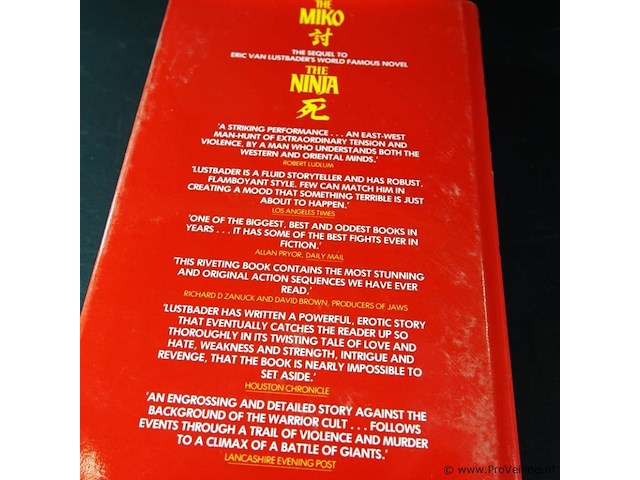 THE
MIKO
討
THE SEQUEL TO
ERIC VAN LUSTBADER'S WORLD FAMOUS NOVEL
THE
NINJA
死
'A STRIKING PERFORMANCE . . . AN EAST-WEST
MAN-HUNT OF EXTRAORDINARY TENSION AND
VIOLENCE, BY A MAN WHO UNDERSTANDS BOTH THE
WESTERN AND ORIENTAL MINDS.'
ROBERT LUDLUM
'LUSTBADER IS A FLUID STORYTELLER AND HAS ROBUST,
FLAMBOYANT STYLE. FEW CAN MATCH HIM IN
CREATING A MOOD THAT SOMETHING TERRIBLE IS JUST
ABOUT TO HAPPEN.'
LOS ANGELES TIMES
'ONE OF THE BIGGEST, BEST AND ODDEST BOOKS IN
YEARS . . . IT HAS SOME OF THE BEST FIGHTS EVER IN
FICTION.'
ALLAN PRYOR, DAILY MAIL
'THIS RIVETING BOOK CONTAINS THE MOST STUNNING
AND ORIGINAL ACTION SEQUENCES WE HAVE EVER
READ.'
RICHARD D ZANUCK AND DAVID BROWN, PRODUCERS OF JAWS
'LUSTBADER HAS WRITTEN A POWERFUL, EROTIC STORY
THAT EVENTUALLY CATCHES THE READER UP SO
THOROUGHLY IN ITS TWISTING TALE OF LOVE AND
HATE, WEAKNESS AND STRENGTH, INTRIGUE AND
REVENGE, THAT THE BOOK IS NEARLY IMPOSSIBLE TO
SET ASIDE.'
HOUSTON CHRONICLE
'AN ENGROSSING AND DETAILED STORY AGAINST THE
BACKGROUND OF THE WARRIOR CULT . . . FOLLOWS
EVENTS THROUGH A TRAIL OF VIOLENCE AND MURDER
TO A CLIMAX OF A BATTLE OF GIANTS.'
LANCASHIRE EVENING POST